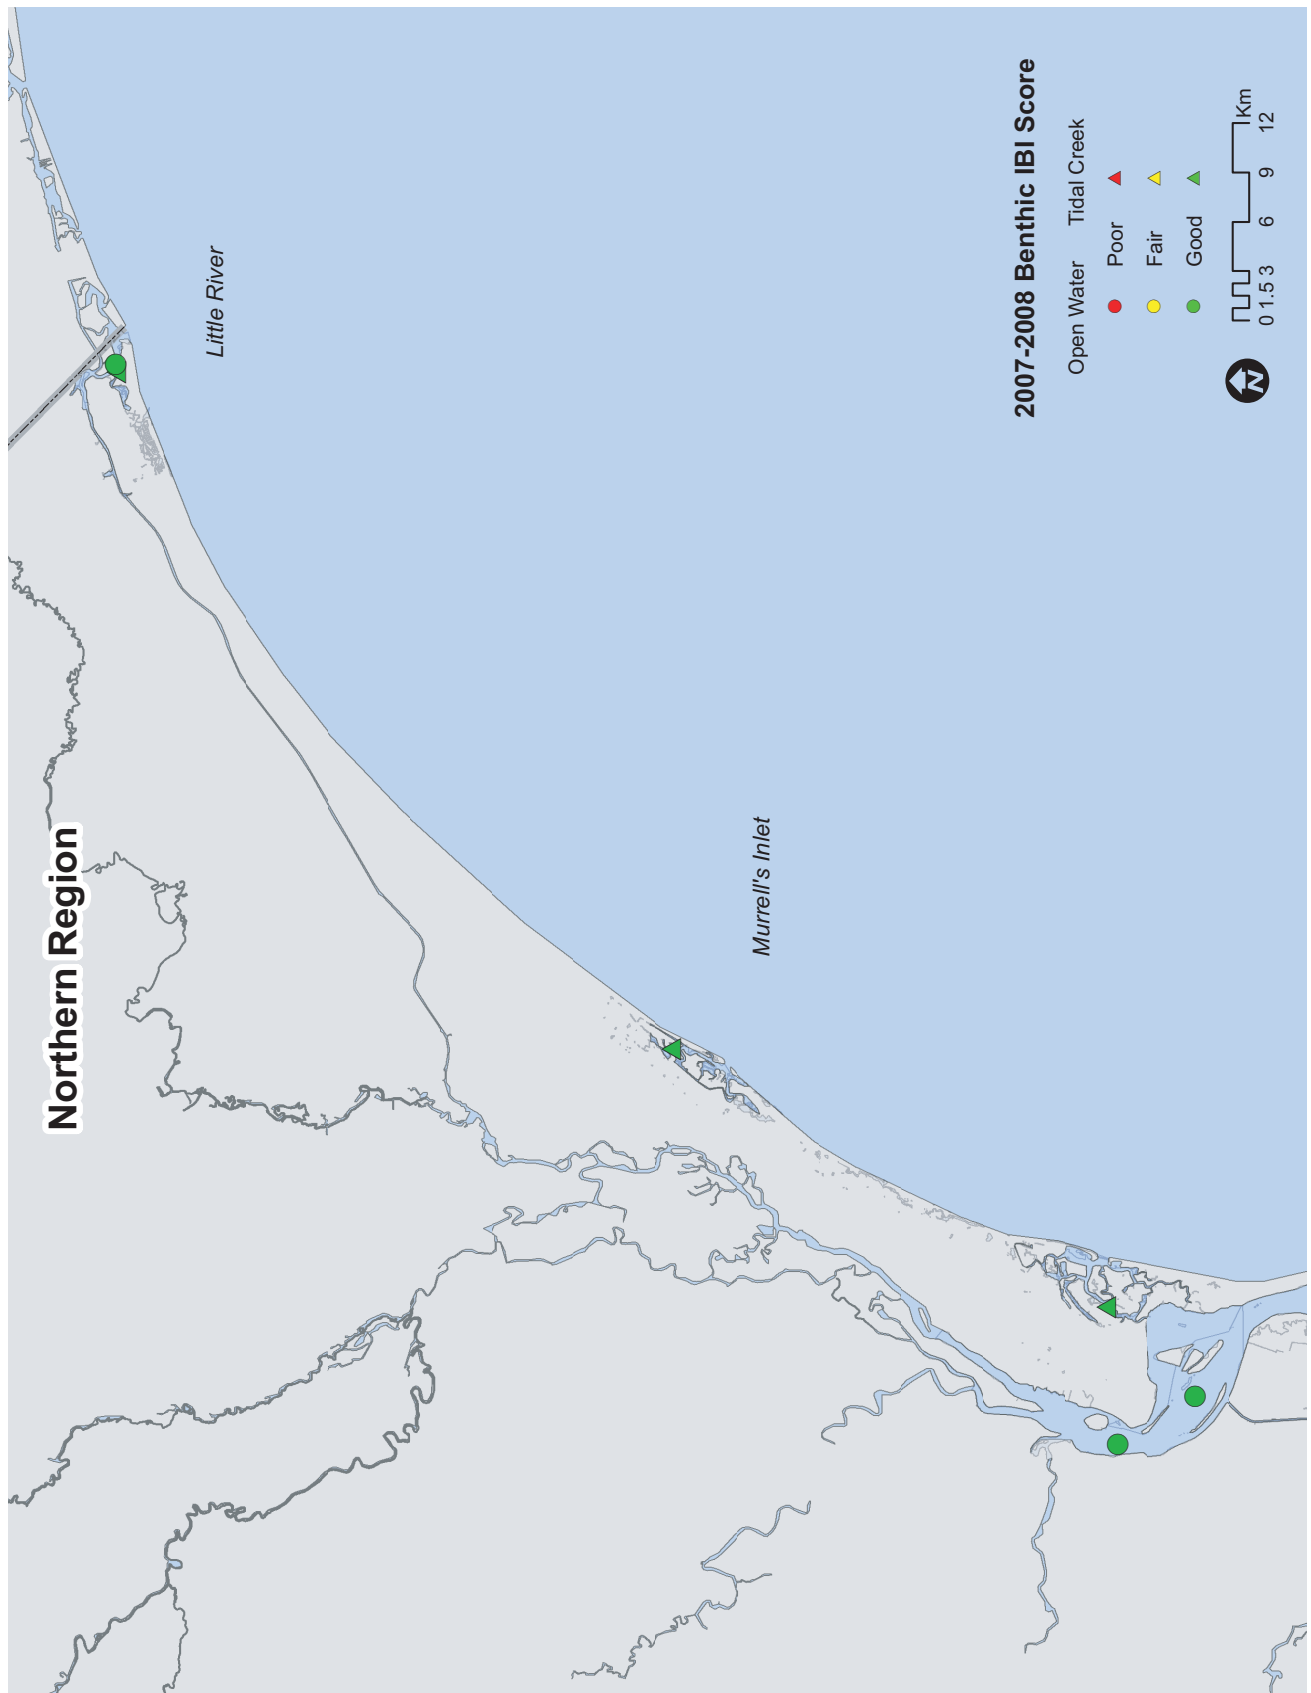 Northern Region
Little River
Murrell's Inlet
2007-2008 Benthic IBI Score
Open Water Tidal Creek
Poor
Fair
Good
Km
0 1.5 3 6 9 12
N